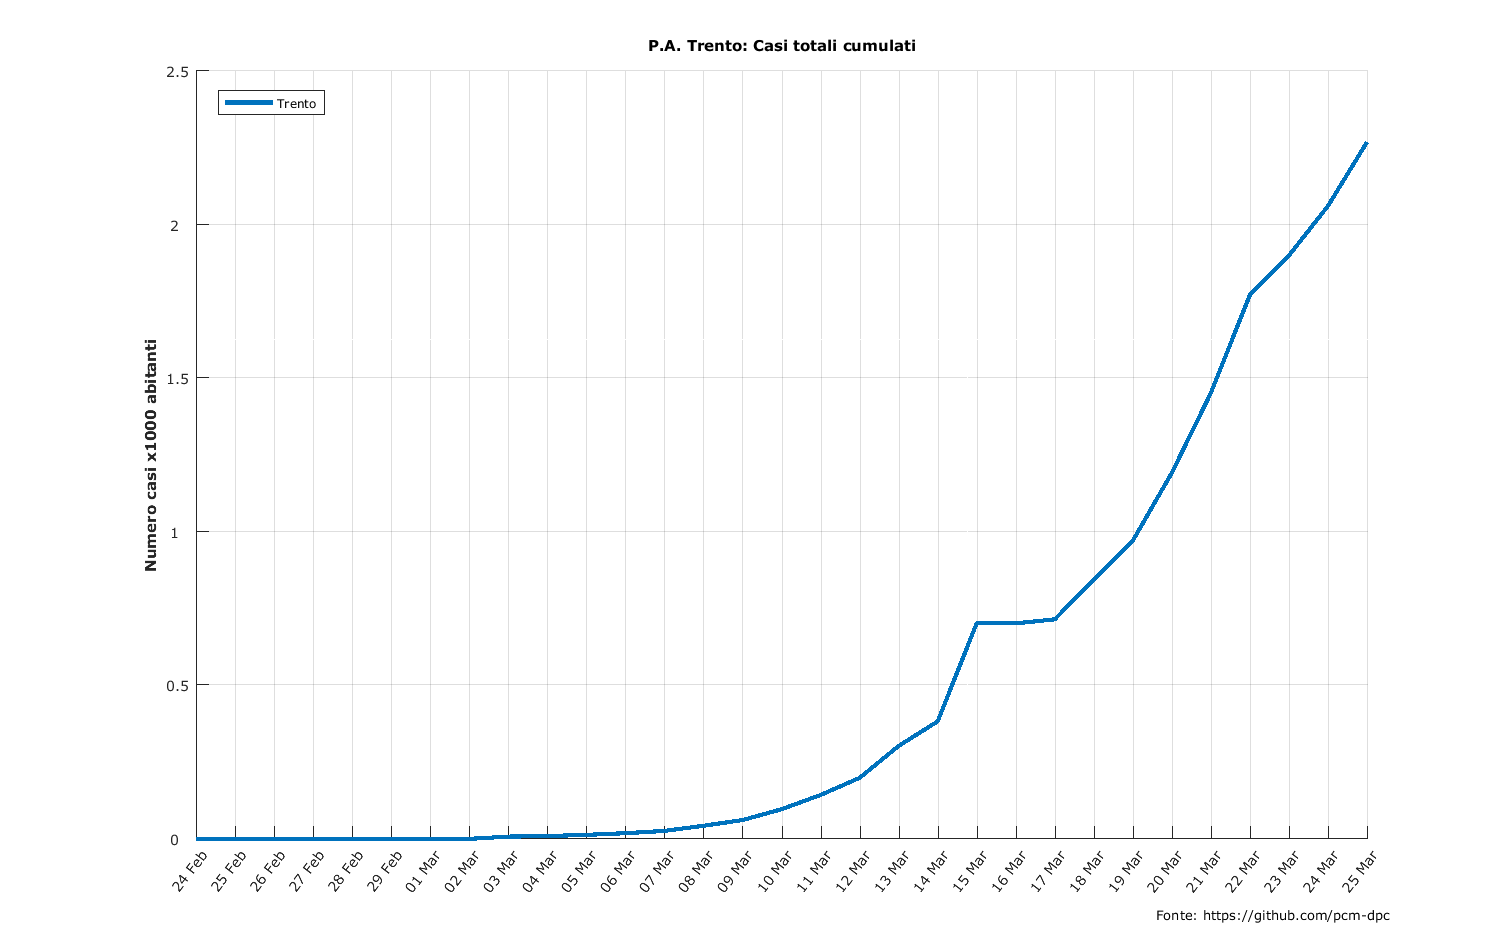 P.A. Trento: Casi totali cumulati
2.5
Trento
2
1.5
1
0.5
0
Numero casi x1000 abitanti
24 Feb
25 Feb
26 Feb
27 Feb
28 Feb
29 Feb
01 Mar
02 Mar
03 Mar
04 Mar
05 Mar
06 Mar
07 Mar
08 Mar
09 Mar
10 Mar
11 Mar
12 Mar
13 Mar
14 Mar
15 Mar
16 Mar
17 Mar
18 Mar
19 Mar
20 Mar
21 Mar
22 Mar
23 Mar
24 Mar
25 Mar
Fonte: https://github.com/pcm-dpc